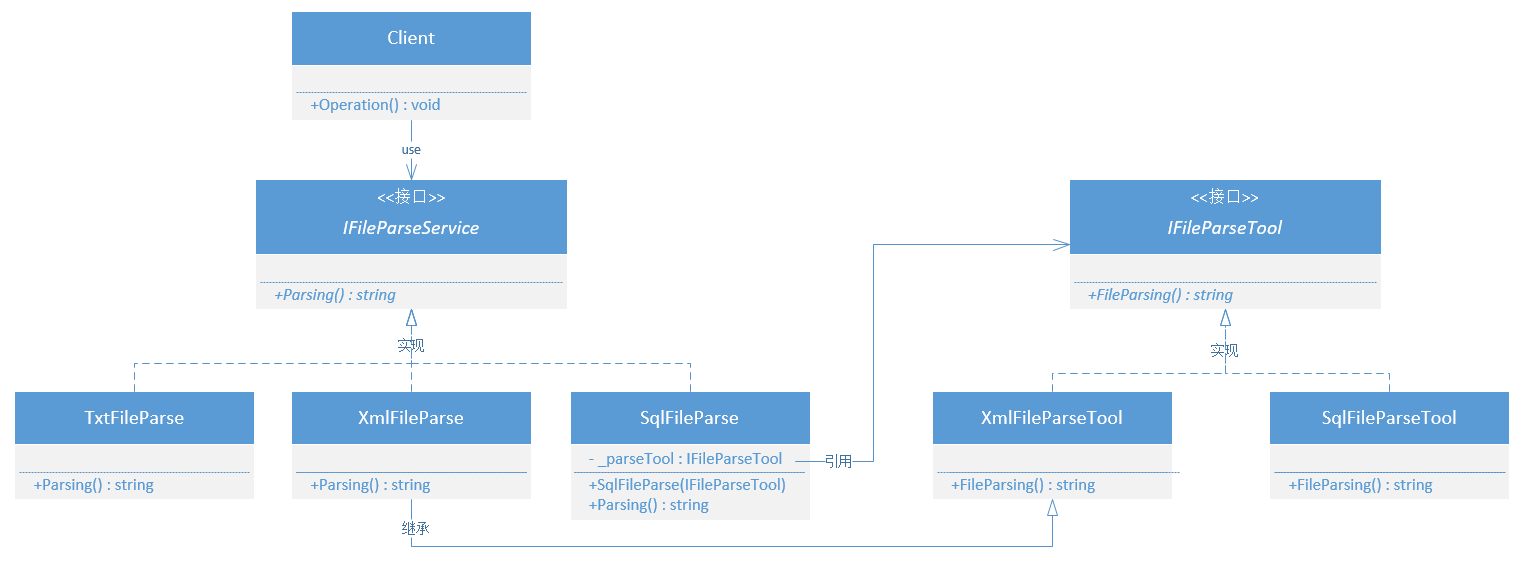 Client
+Operation() : void
use
<<接口>>
IFileParseService
+Parsing() : string
<<接口>>
IFileParseTool
+FileParsing() : string
实现
实现
TxtFileParse
+Parsing() : string
XmlFileParse
+Parsing() : string
SqlFileParse
- _parseTool : IFileParseTool
+SqlFileParse(IFileParseTool)
+Parsing() : string
引用
XmlFileParseTool
+FileParsing() : string
SqlFileParseTool
+FileParsing() : string
继承